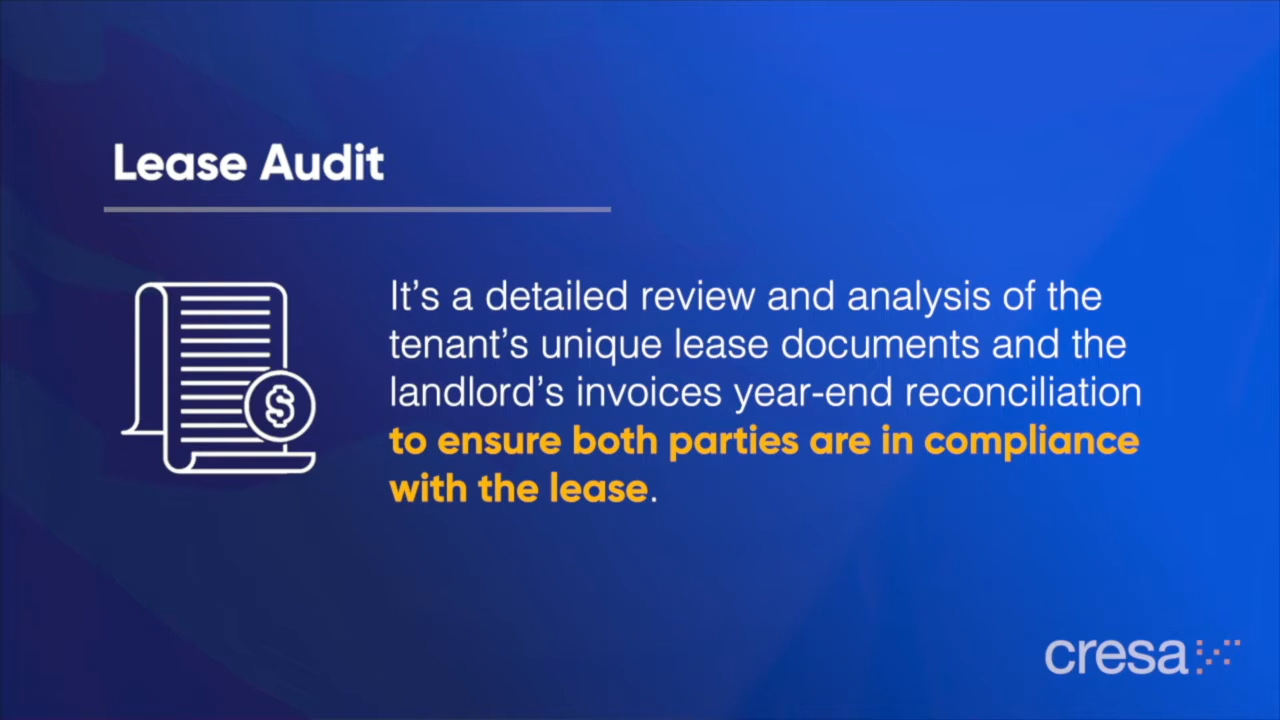 Lease Audit
It's a detailed review and analysis of the
tenant's unique lease documents and the
landlord's invoices year-end reconciliation
to ensure both parties are in compliance
with the lease.
$
cresa